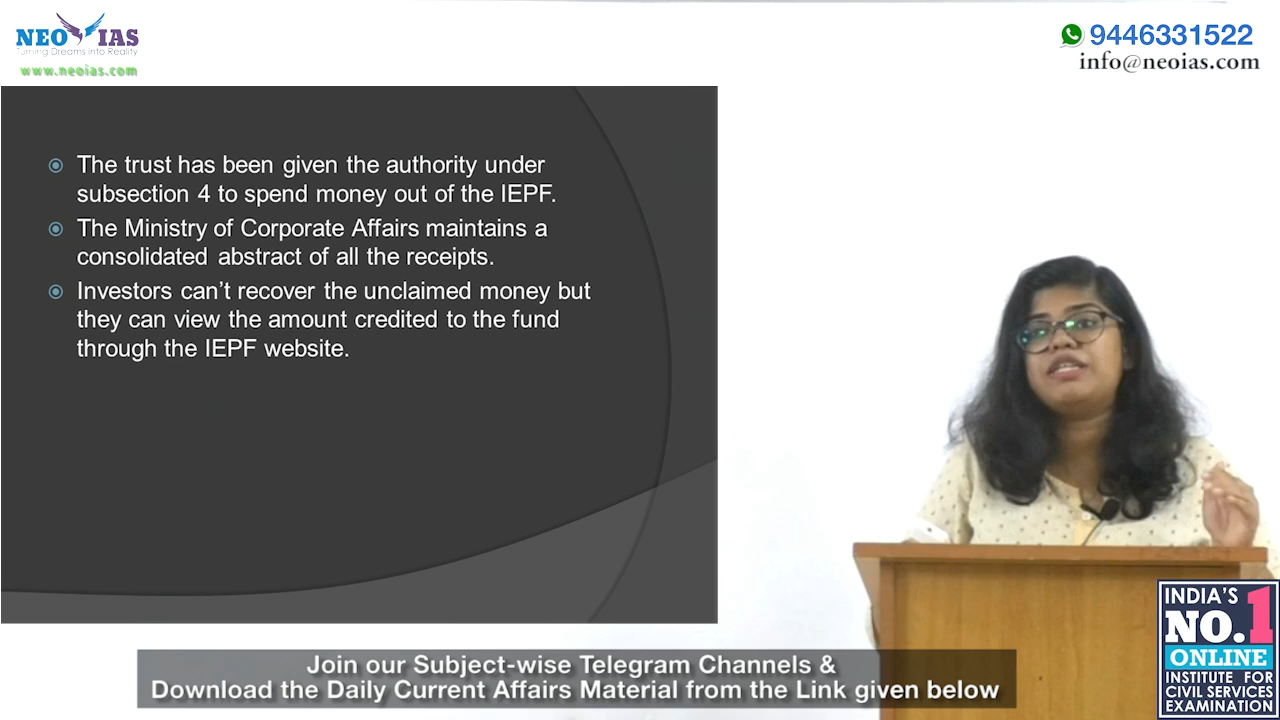 NEO IAS
Turning Dreams into Reality
www.neoias.com
9446331522
info@neoias.com
The trust has been given the authority under
subsection 4 to spend money out of the IEPF.
The Ministry of Corporate Affairs maintains a
consolidated abstract of all the receipts.
Investors can't recover the unclaimed money but
they can view the amount credited to the fund
through the IEPF website.
Join our Subject-wise Telegram Channels &
Download the Daily Current Affairs Material from the Link given below
INDIA'S
NO.1
ONLINE
INSTITUTE FOR
CIVIL SERVICES
EXAMINATION